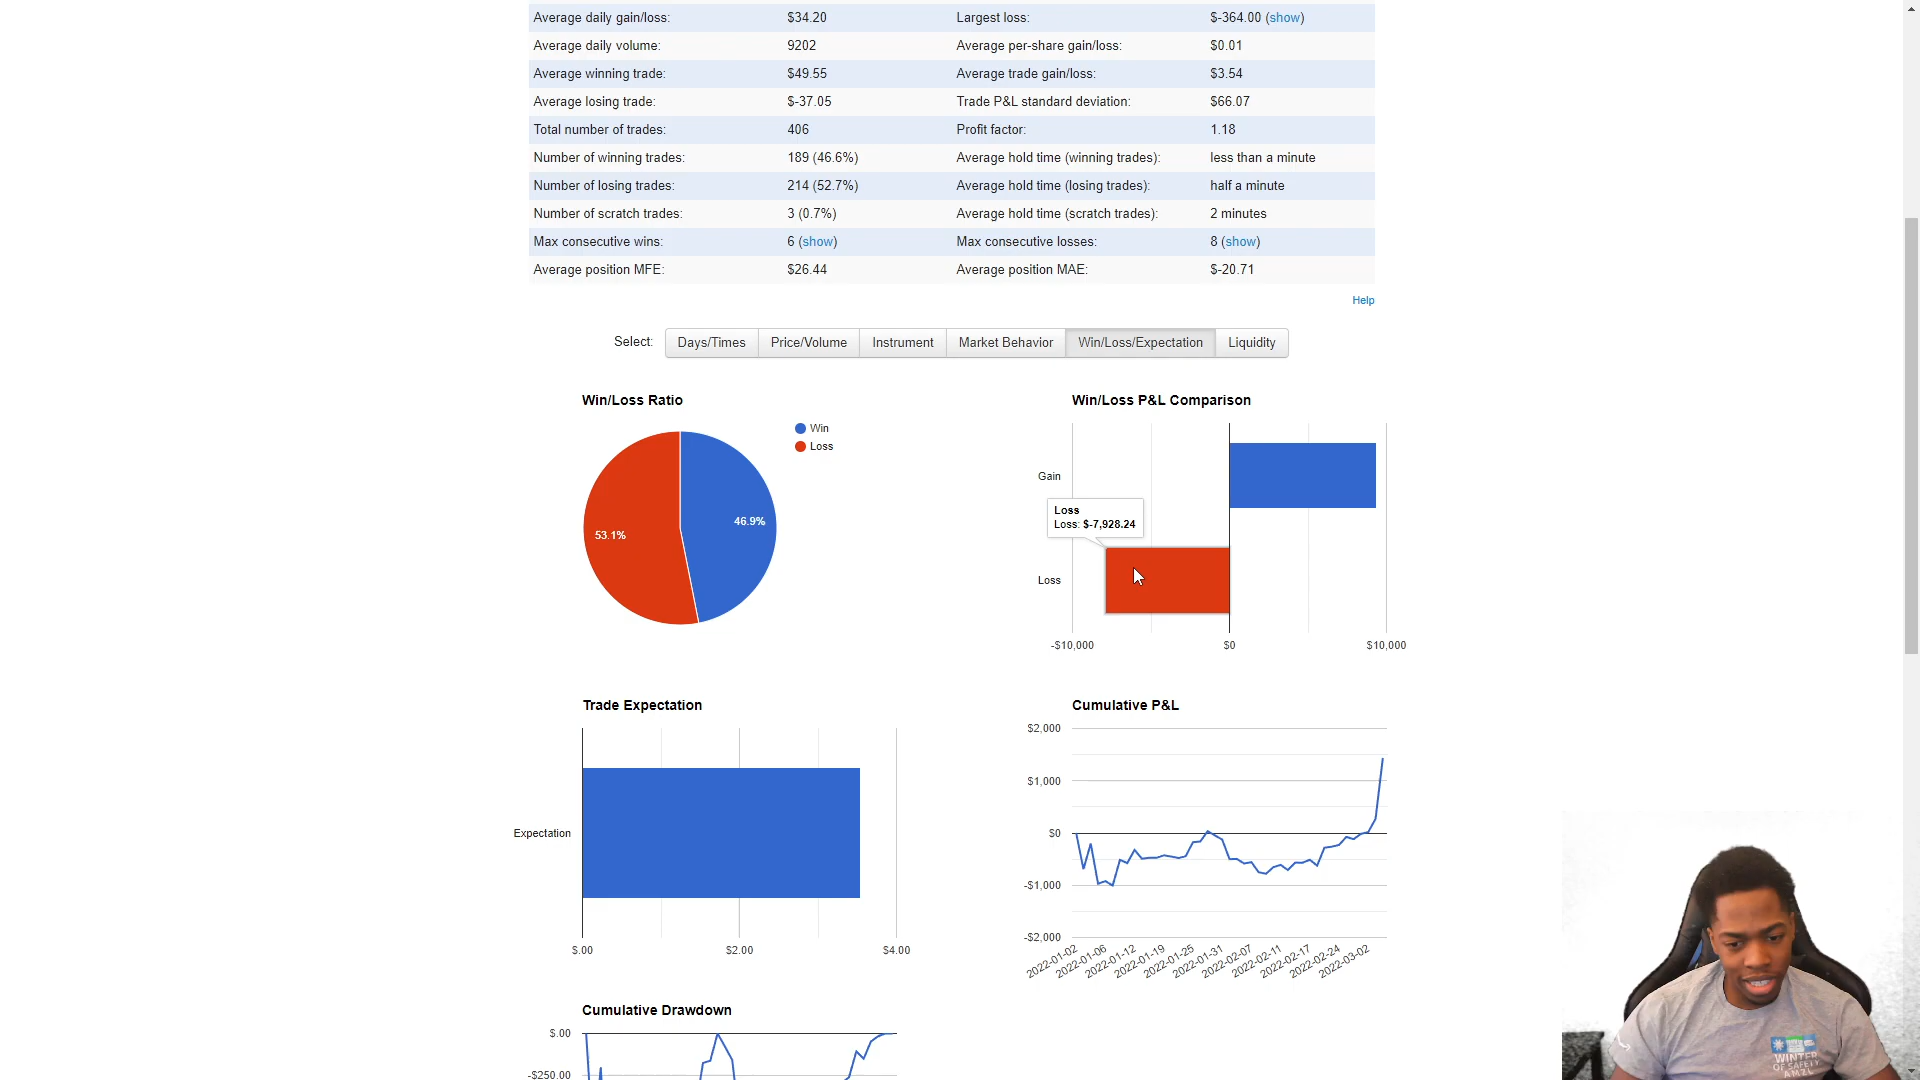 Average daily gain/loss: $34.20 Largest loss: $-364.00 (show)
Average daily volume: 9202 Average per-share gain/loss: $0.01
Average winning trade: $49.55 Average trade gain/loss: $3.54
Average losing trade: $-37.05 Trade P&L standard deviation: $66.07
Total number of trades: 406 Profit factor: 1.18
Number of winning trades: 189 (46.6%) Average hold time (winning trades): less than a minute
Number of losing trades: 214 (52.7%) Average hold time (losing trades): half a minute
Number of scratch trades: 3 (0.7%) Average hold time (scratch trades): 2 minutes
Max consecutive wins: 6 (show) Max consecutive losses: 8 (show)
Average position MFE: $26.44 Average position MAE: $-20.71
Help
Select: Days/Times Price/Volume Instrument Market Behavior Win/Loss/Expectation Liquidity
Win/Loss Ratio
Win
Loss
46.9%
53.1%
Win/Loss P&L Comparison
Gain
Loss
Loss: $-7,928.24
Loss
-$10,000 $0 $10,000
Trade Expectation
Expectation
$.00 $2.00 $4.00
Cumulative P&L
$2,000
$1,000
$0
-$1,000
-$2,000
2022-01-02 2022-01-06 2022-01-12 2022-01-19 2022-01-25 2022-01-31 2022-02-07 2022-02-11 2022-02-17 2022-02-24 2022-03-02
Cumulative Drawdown
$.00
-$250.00
WINTER
OF SAFETY
AMZL